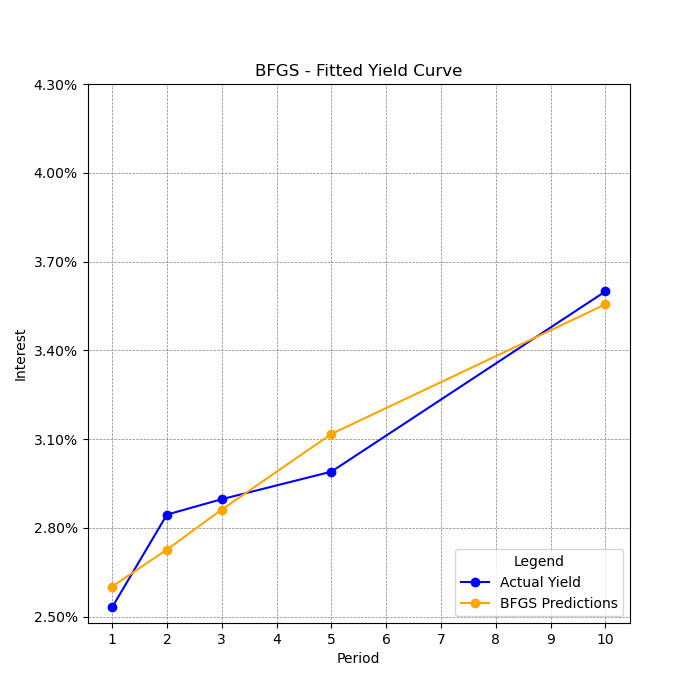 BFGS - Fitted Yield Curve
4.30%
4.00%
3.70%
3.40%
3.10%
2.80%
2.50%
Interest
1 2 3 4 5 6 7 8 9 10
Period
Legend
Actual Yield
BFGS Predictions